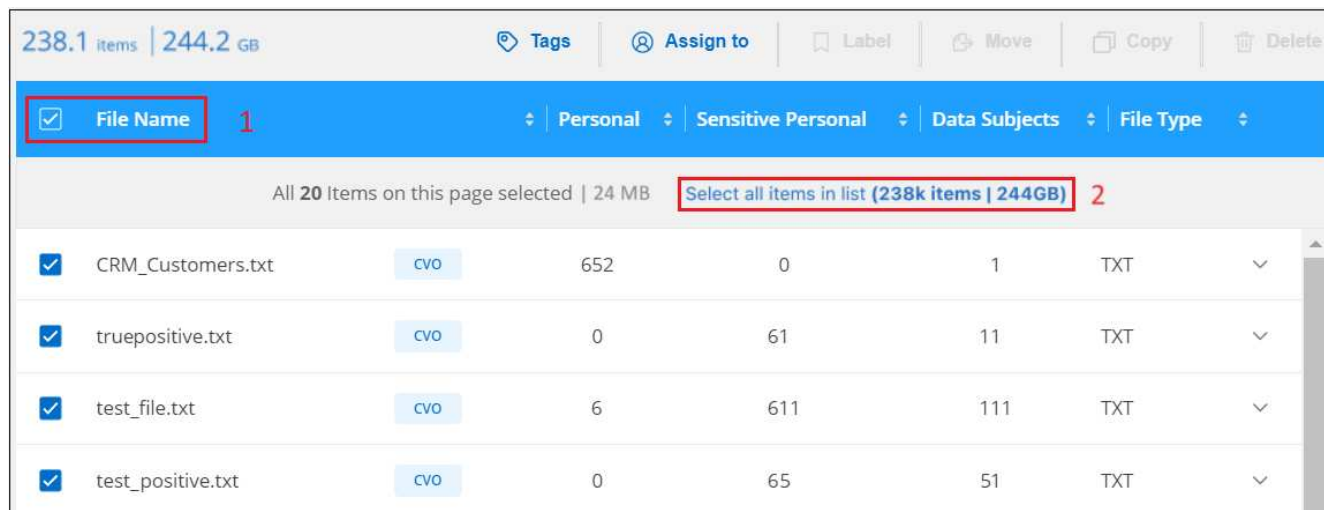 238.1 items | 244.2 GB Tags Assign to Label Move Copy Delete
File Name 1 Personal Sensitive Personal Data Subjects File Type
All 20 Items on this page selected | 24 MB Select all items in list (238k items | 244GB) 2
CRM_Customers.txt CVO 652 0 1 TXT
truepositive.txt CVO 0 61 11 TXT
test_file.txt CVO 6 611 111 TXT
test_positive.txt CVO 0 65 51 TXT